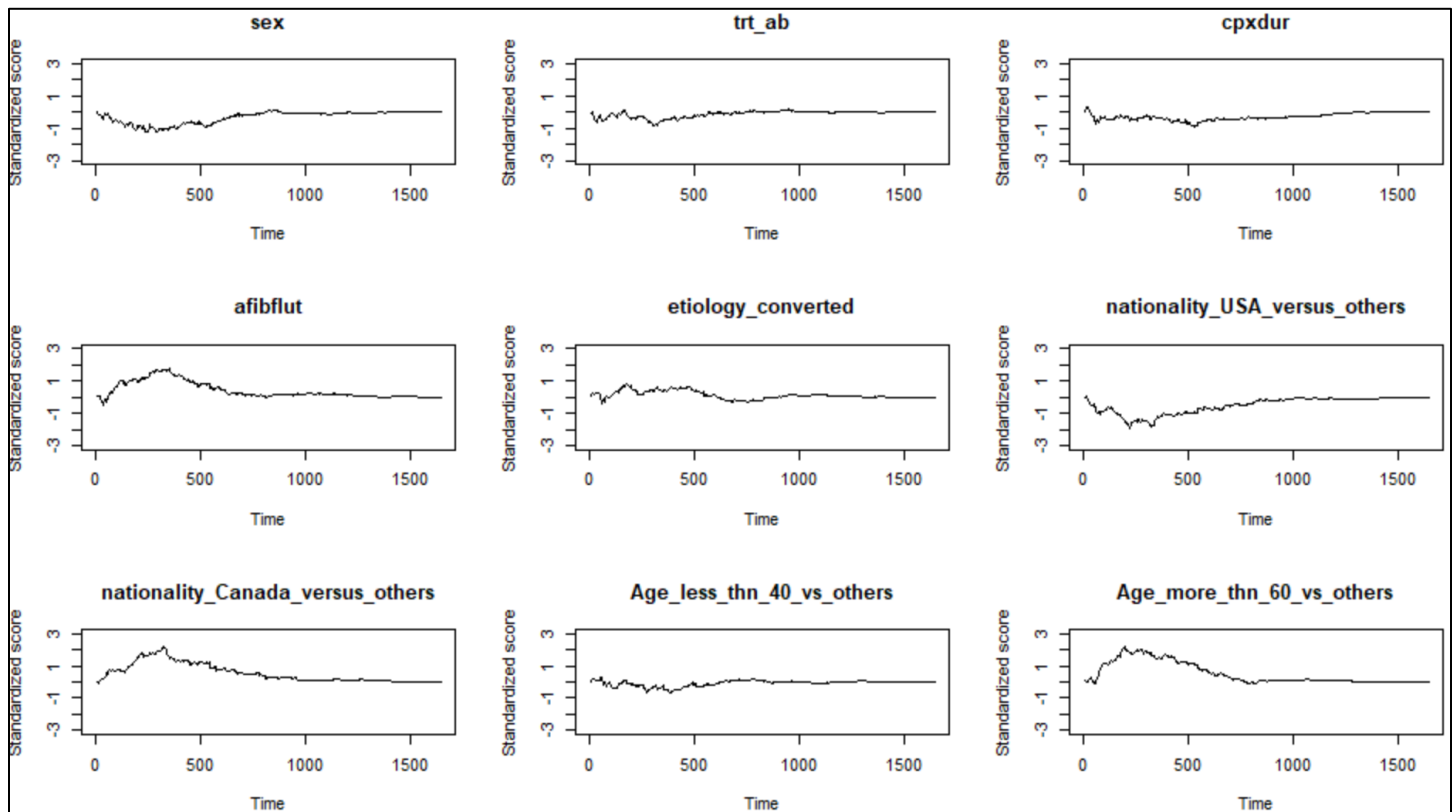 sex
trt_ab
cpxdur
Standardized score
3
1
-1
-3
0
500
1000
1500
Time
Standardized score
3
1
-1
-3
0
500
1000
1500
Time
Standardized score
3
1
-1
-3
0
500
1000
1500
Time
afibflut
etiology_converted
nationality_USA_versus_others
Standardized score
3
1
-1
-3
0
500
1000
1500
Time
Standardized score
3
1
-1
-3
0
500
1000
1500
Time
Standardized score
3
1
-1
-3
0
500
1000
1500
Time
nationality_Canada_versus_others
Age_less_thn_40_vs_others
Age_more_thn_60_vs_others
Standardized score
3
1
-1
-3
0
500
1000
1500
Time
Standardized score
3
1
-1
-3
0
500
1000
1500
Time
Standardized score
3
1
-1
-3
0
500
1000
1500
Time